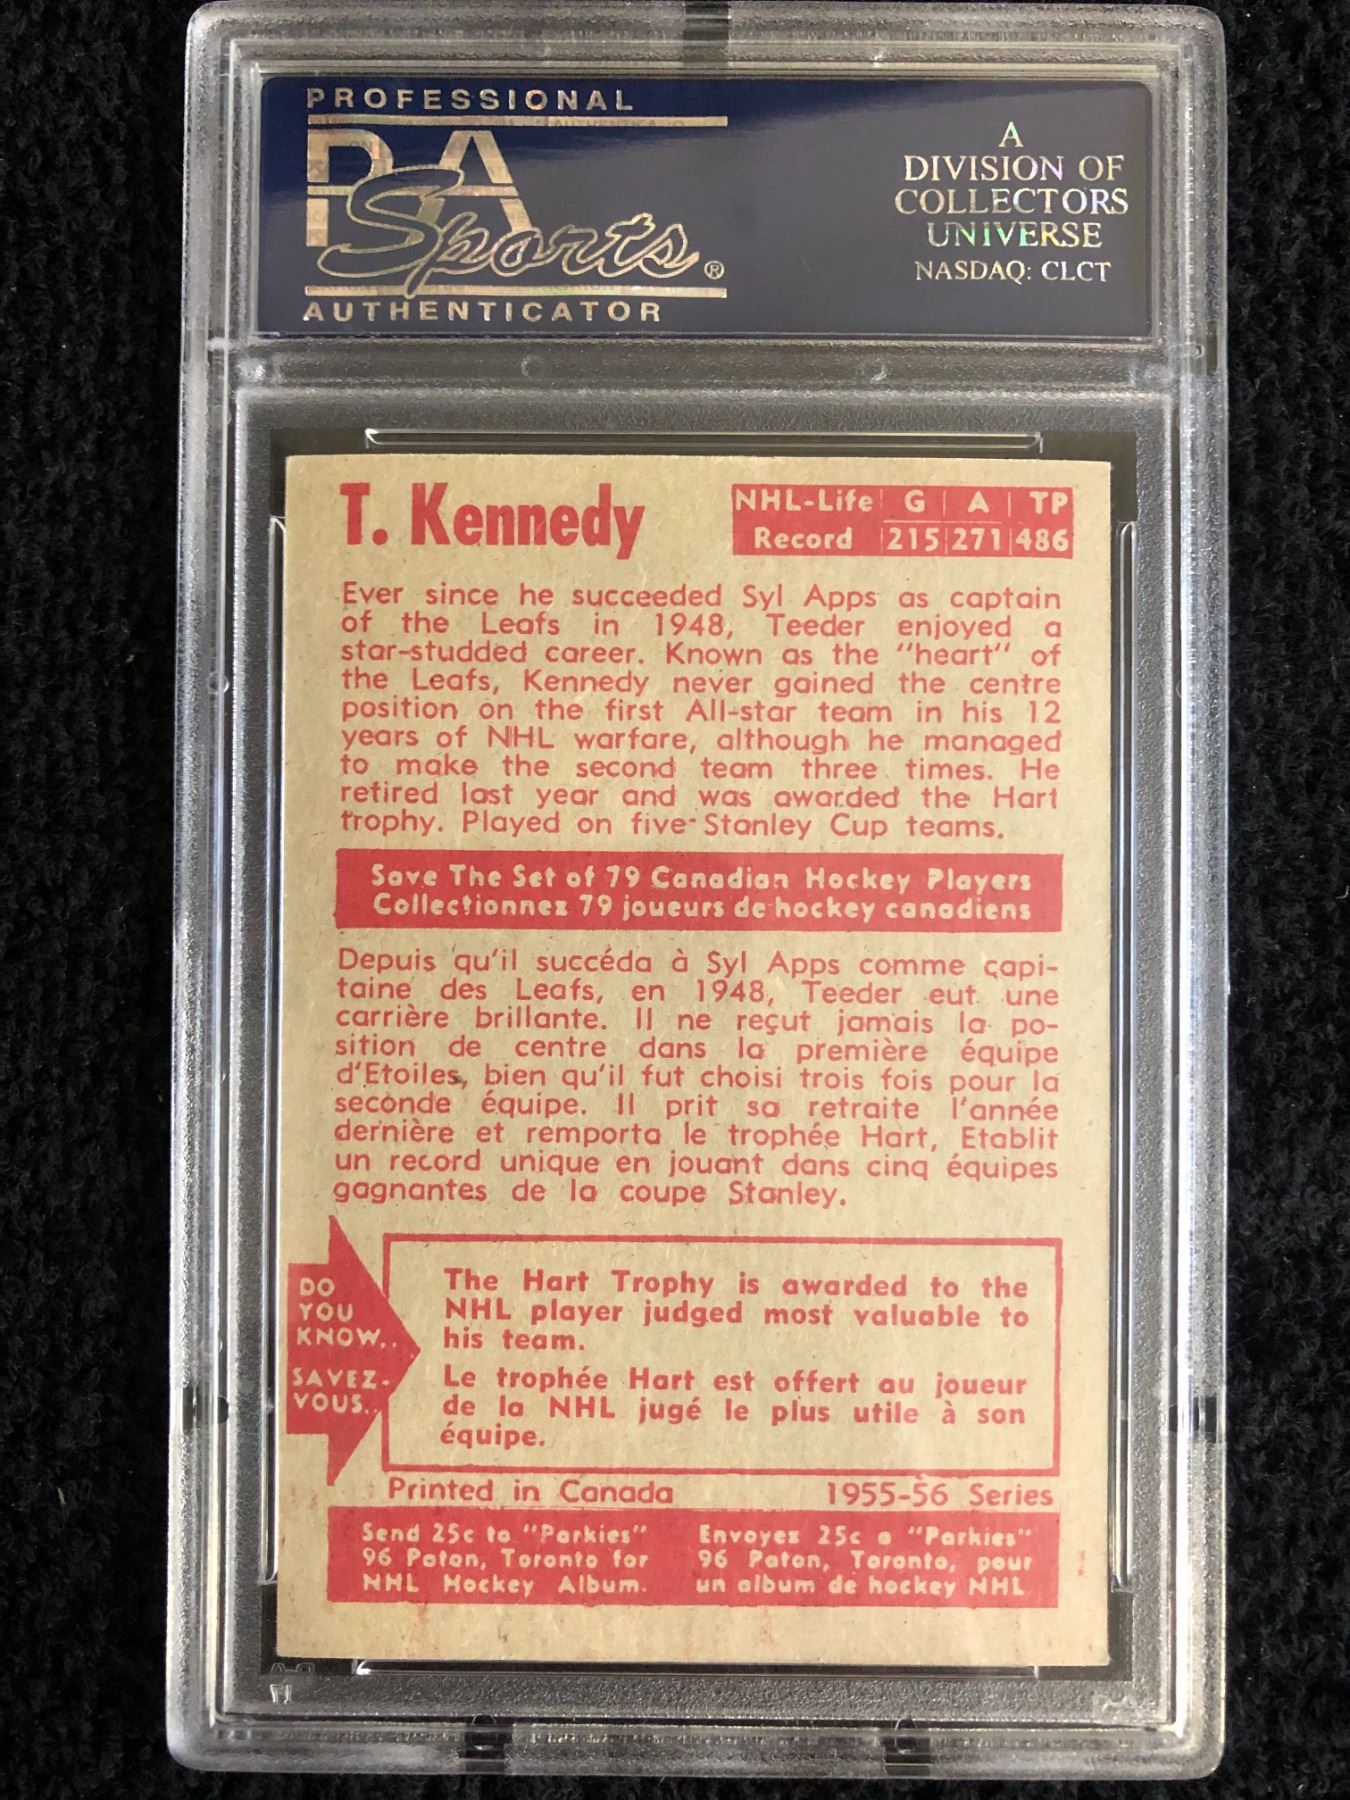 PROFESSIONAL
PSA
Sports®
AUTHENTICATOR
A
DIVISION OF
COLLECTORS
UNIVERSE
NASDAQ: CLCT
T. Kennedy
NHL-Life G A TP
Record 215 271 486
Ever since he succeeded Syl Apps as captain
of the Leafs in 1948, Teeder enjoyed a
star-studded career. Known as the "heart" of
the Leafs, Kennedy never gained the centre
position on the first All-star team in his 12
years of NHL warfare, although he managed
to make the second team three times. He
retired last year and was awarded the Hart
trophy. Played on five Stanley Cup teams.
Save The Set of 79 Canadian Hockey Players
Collectionnez 79 joueurs de hockey canadiens
Depuis qu'il succéda à Syl Apps comme capi-
taine des Leafs, en 1948, Teeder eut une
carrière brillante. Il ne reçut jamais la po-
sition de centre dans la première équipe
d'Etoiles, bien qu'il fut choisi trois fois pour la
seconde équipe. Il prit sa retraite l'année
dernière et remporta le trophée Hart, Etablit
un record unique en jouant dans cinq équipes
gagnantes de la coupe Stanley.
DO
YOU
KNOW..
SAVEZ-
VOUS..
The Hart Trophy is awarded to the
NHL player judged most valuable to
his team.
Le trophée Hart est offert au joueur
de la NHL jugé le plus utile à son
équipe.
Printed in Canada 1955-56 Series
Send 25c to "Parkies"
96 Paton, Toronto for
NHL Hockey Album.
Envoyez 25c a "Parkies"
96 Paton, Toronto, pour
un album de hockey NHL